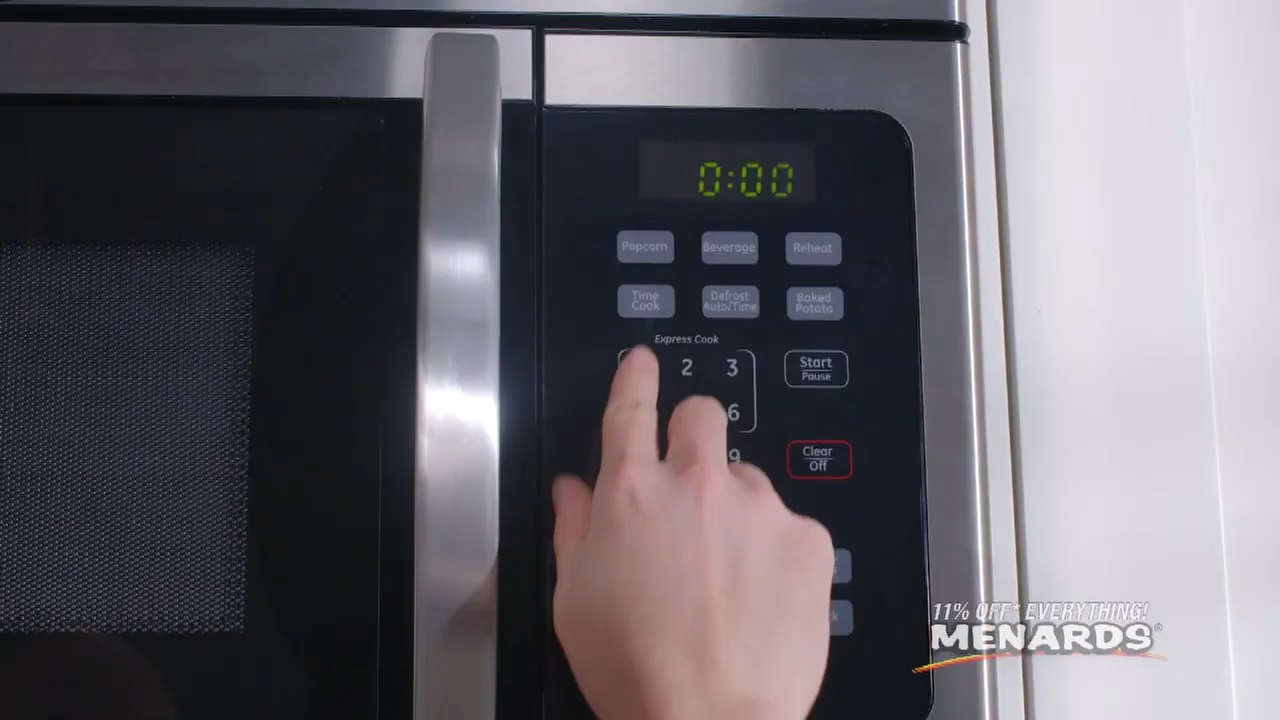 0:00
Popcorn Beverage Reheat
Time Cook
Defrost Auto/Time
Baked Potato
Express Cook
2 3
Start
Pause
6
Clear
Off
9
k
11% OFF* EVERYTHING!
MENARDS®